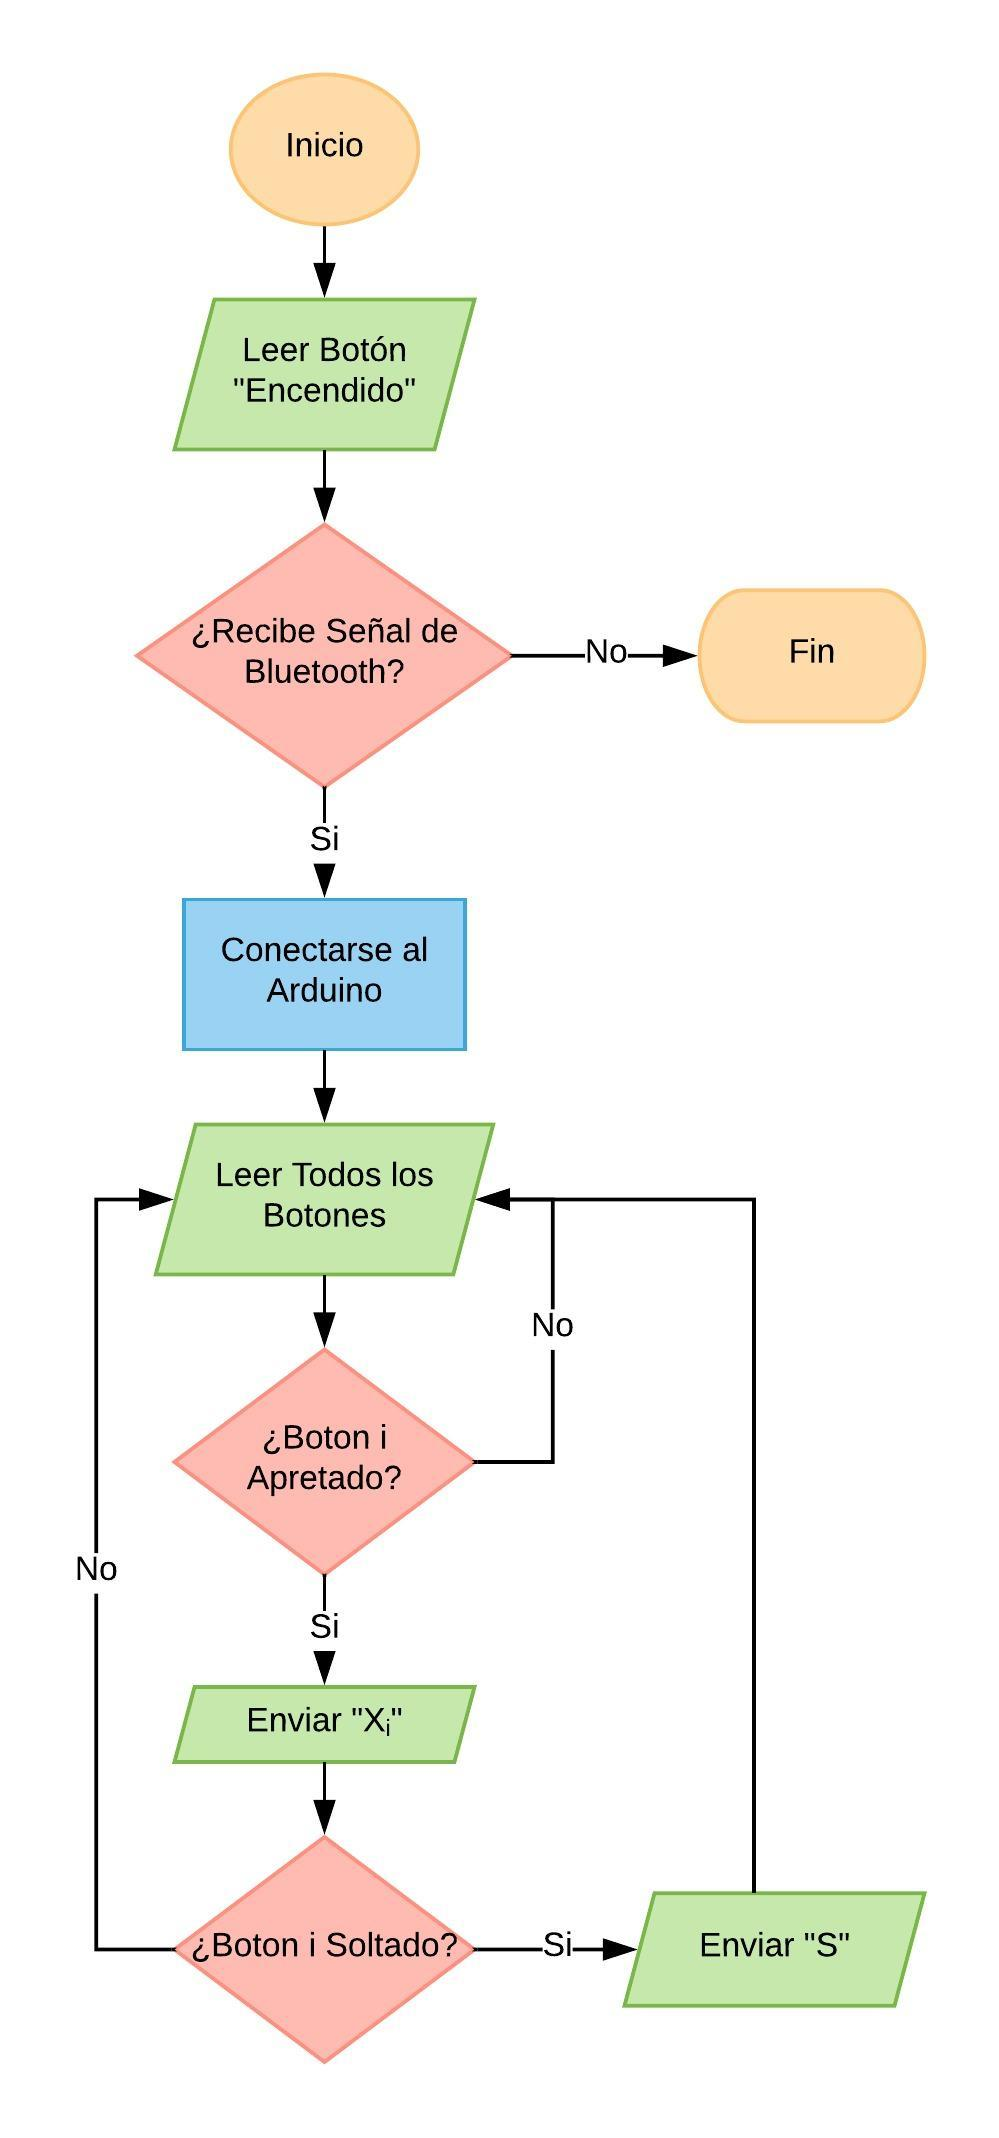 Inicio
Leer Botón
"Encendido"
¿Recibe Señal de
Bluetooth?
No
Fin
Si
Conectarse al
Arduino
Leer Todos los
Botones
No
¿Boton i
Apretado?
No
Si
Enviar "Xᵢ"
¿Boton i Soltado?
Si
Enviar "S"